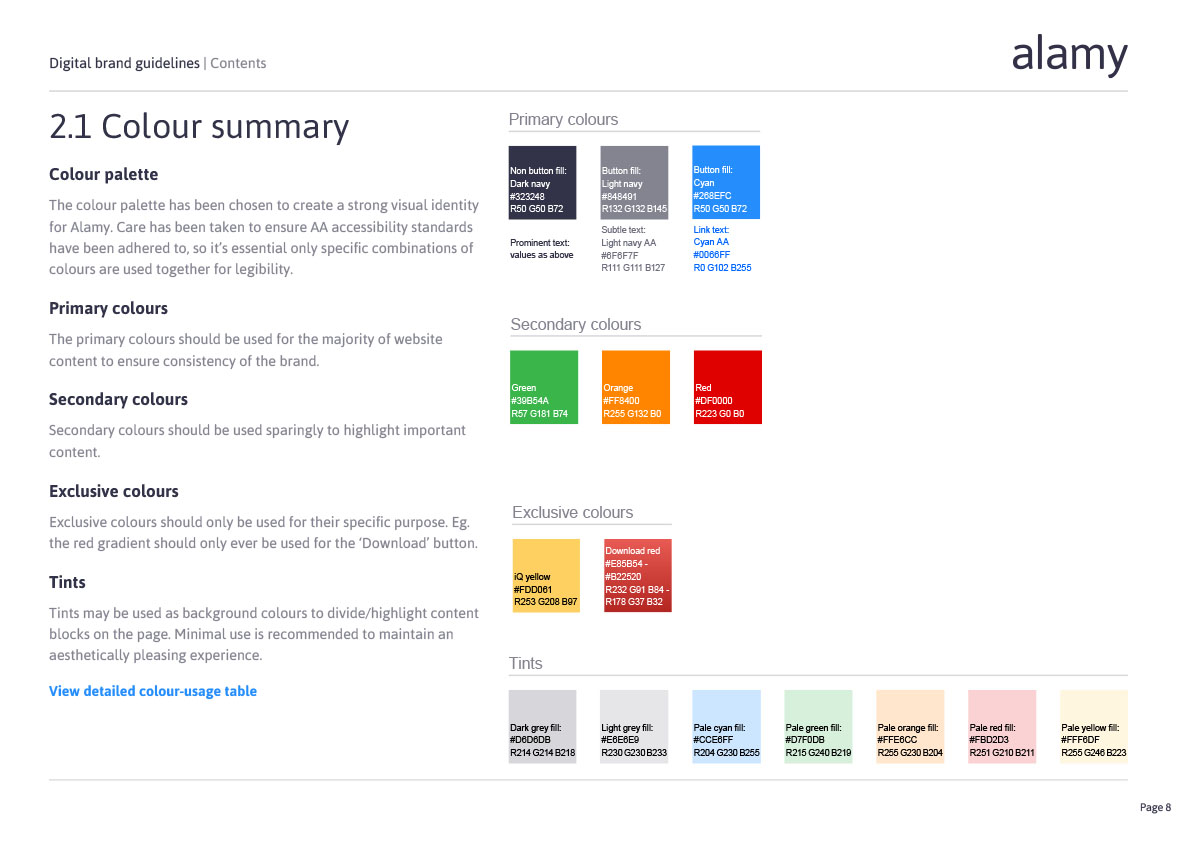 Digital brand guidelines | Contents
alamy
2.1 Colour summary
Colour palette
The colour palette has been chosen to create a strong visual identity
for Alamy. Care has been taken to ensure AA accessibility standards
have been adhered to, so it's essential only specific combinations of
colours are used together for legibility.
Primary colours
The primary colours should be used for the majority of website
content to ensure consistency of the brand.
Secondary colours
Secondary colours should be used sparingly to highlight important
content.
Exclusive colours
Exclusive colours should only be used for their specific purpose. Eg.
the red gradient should only ever be used for the ‘Download’ button.
Tints
Tints may be used as background colours to divide/highlight content
blocks on the page. Minimal use is recommended to maintain an
aesthetically pleasing experience.
View detailed colour-usage table
Primary colours
Non button fill:
Dark navy
#323248
R50 G50 B72
Prominent text:
values as above
Button fill:
Light navy
#848491
R132 G132 B145
Subtle text:
Light navy AA
#6F6F7F
R111 G111 B127
Button fill:
Cyan
#268EFC
R50 G50 B72
Link text:
Cyan AA
#0066FF
R0 G102 B255
Secondary colours
Green
#39B54A
R57 G181 B74
Orange
#FF8400
R255 G132 B0
Red
#DF0000
R223 G0 B0
Exclusive colours
iQ yellow
#FDD061
R253 G208 B97
Download red
#E85B54 -
#B22520
R232 G91 B84 -
R178 G37 B32
Tints
Dark grey fill:
#D6D6DB
R214 G214 B218
Light grey fill:
#E6E6E9
R230 G230 B233
Pale cyan fill:
#CCE6FF
R204 G230 B255
Pale green fill:
#D7F0DB
R215 G240 B219
Pale orange fill:
#FFE6CC
R255 G230 B204
Pale red fill:
#FBD2D3
R251 G210 B211
Pale yellow fill:
#FFF6DF
R255 G246 B223
Page 8